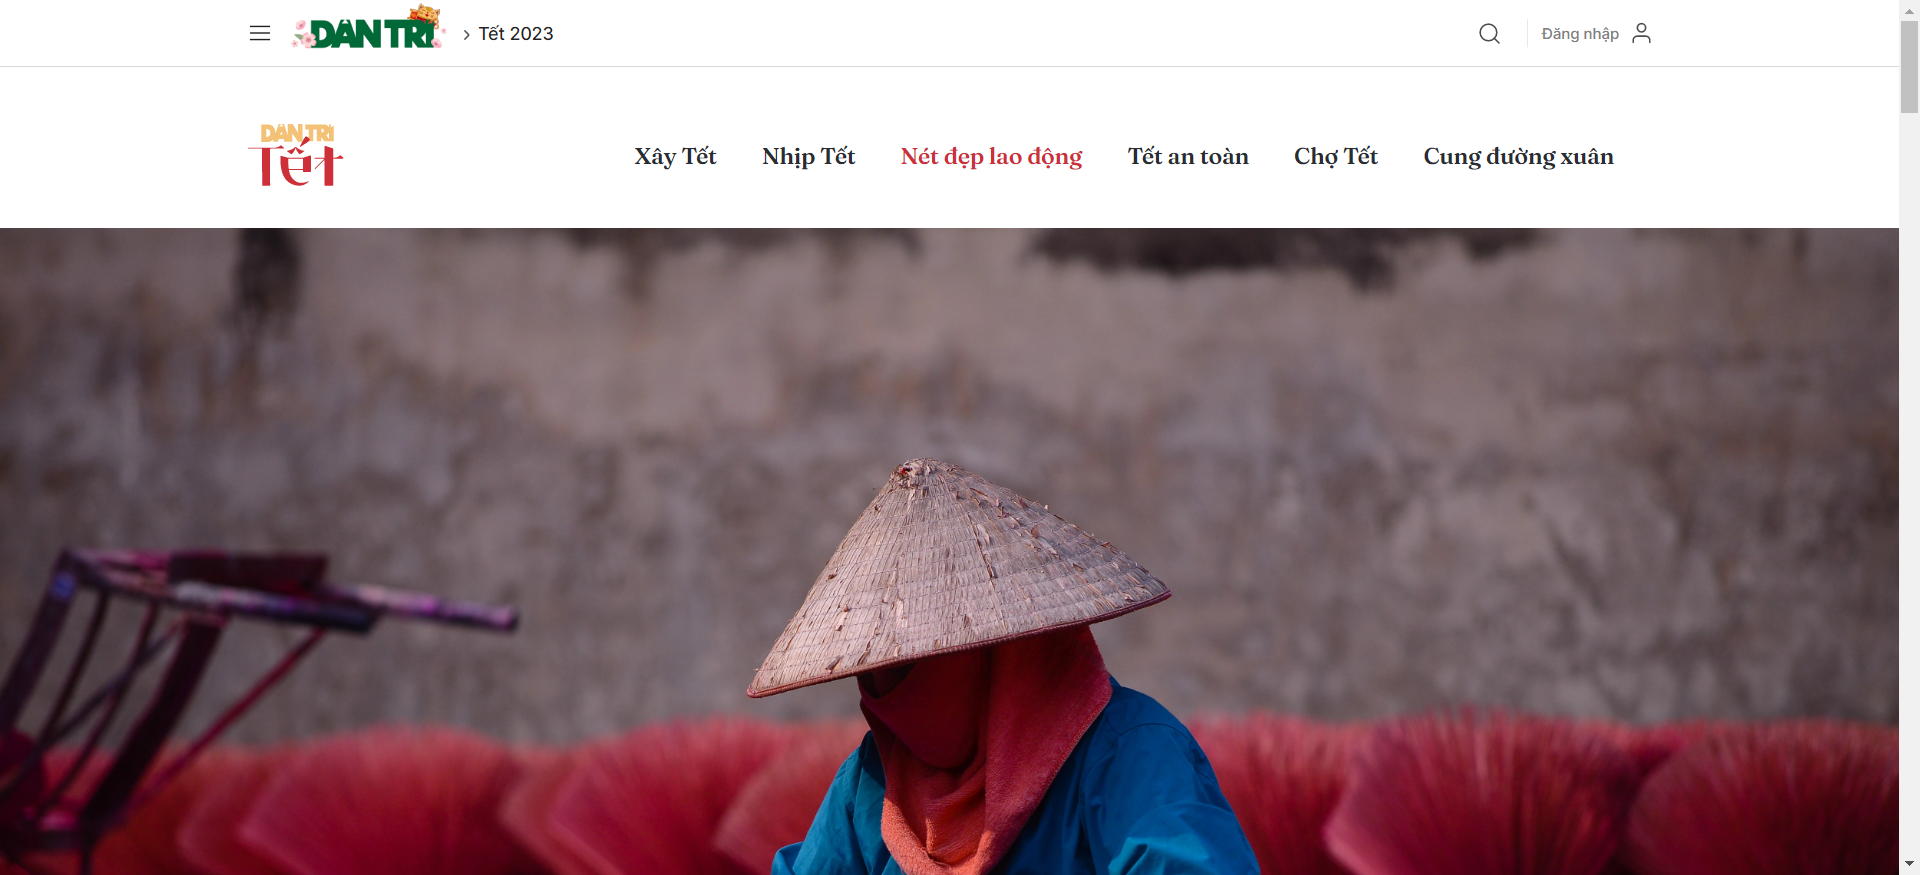 DÂN TRÍ
Tết 2023
Đăng nhập
DÂN TRÍ
Tết
Xây Tết
Nhịp Tết
Nét đẹp lao động
Tết an toàn
Chợ Tết
Cung đường xuân